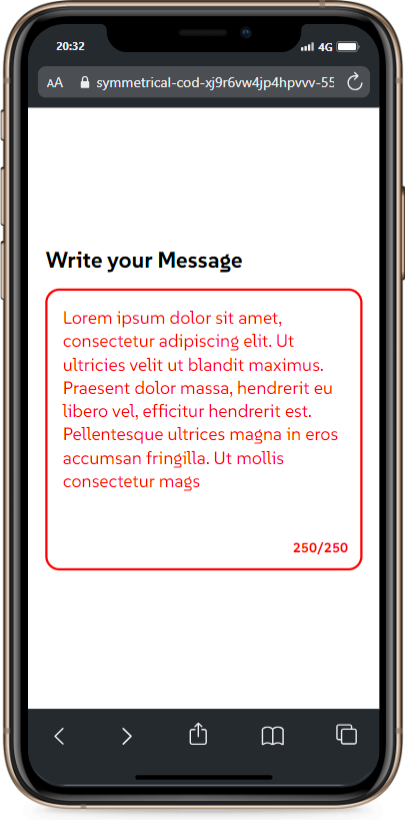 20:32
4G
AA symmetrical-cod-xj9r6vw4jp4hpvvv-55
Write your Message
Lorem ipsum dolor sit amet,
consectetur adipiscing elit. Ut
ultricies velit ut blandit maximus.
Praesent dolor massa, hendrerit eu
libero vel, efficitur hendrerit est.
Pellentesque ultrices magna in eros
accumsan fringilla. Ut mollis
consectetur mags
250/250